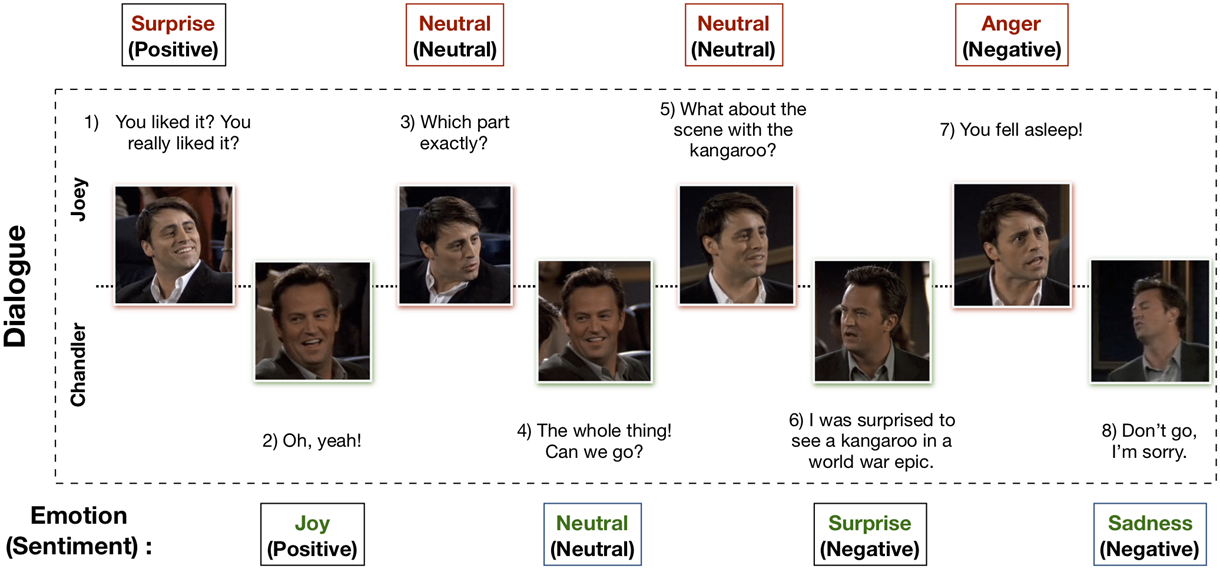 Surprise
(Positive)
Neutral
(Neutral)
Neutral
(Neutral)
Anger
(Negative)
Dialogue
Joey
Chandler
1) You liked it? You
really liked it?
3) Which part
exactly?
5) What about the
scene with the
kangaroo?
7) You fell asleep!
2) Oh, yeah!
4) The whole thing!
Can we go?
6) I was surprised to
see a kangaroo in a
world war epic.
8) Don’t go,
I’m sorry.
Emotion
(Sentiment) :
Joy
(Positive)
Neutral
(Neutral)
Surprise
(Negative)
Sadness
(Negative)